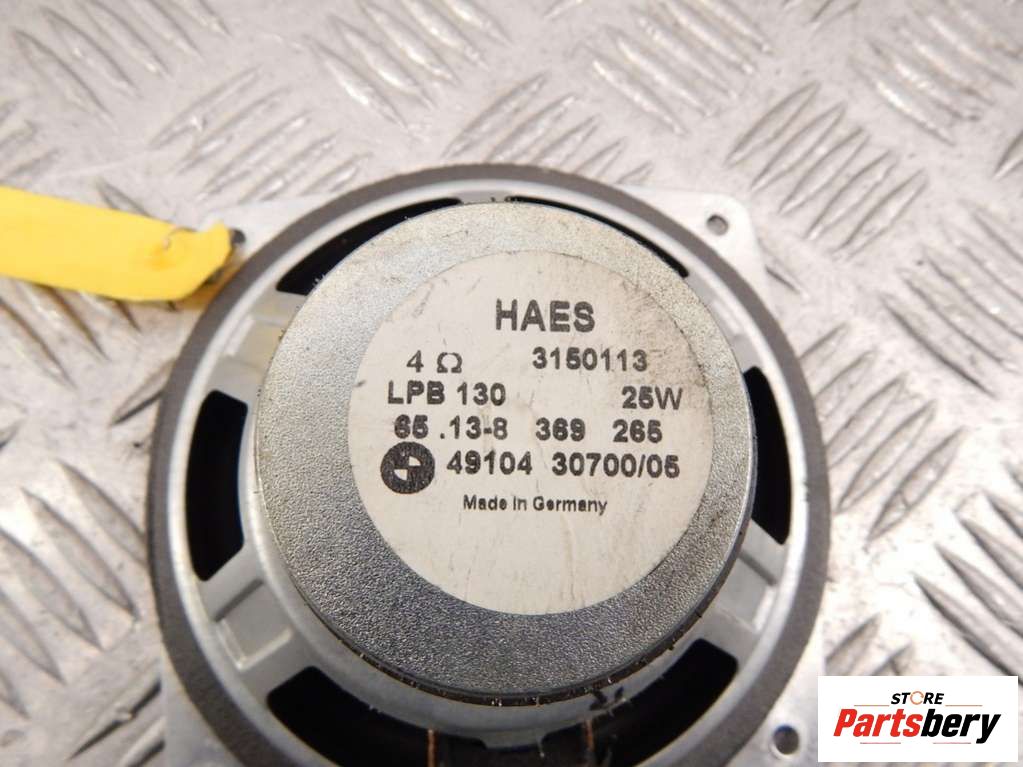 HAES
4 Ω 3150113
LPB 130 25W
65 .13-8 369 265
49104 30700/05
Made in Germany
STORE
Partsbery